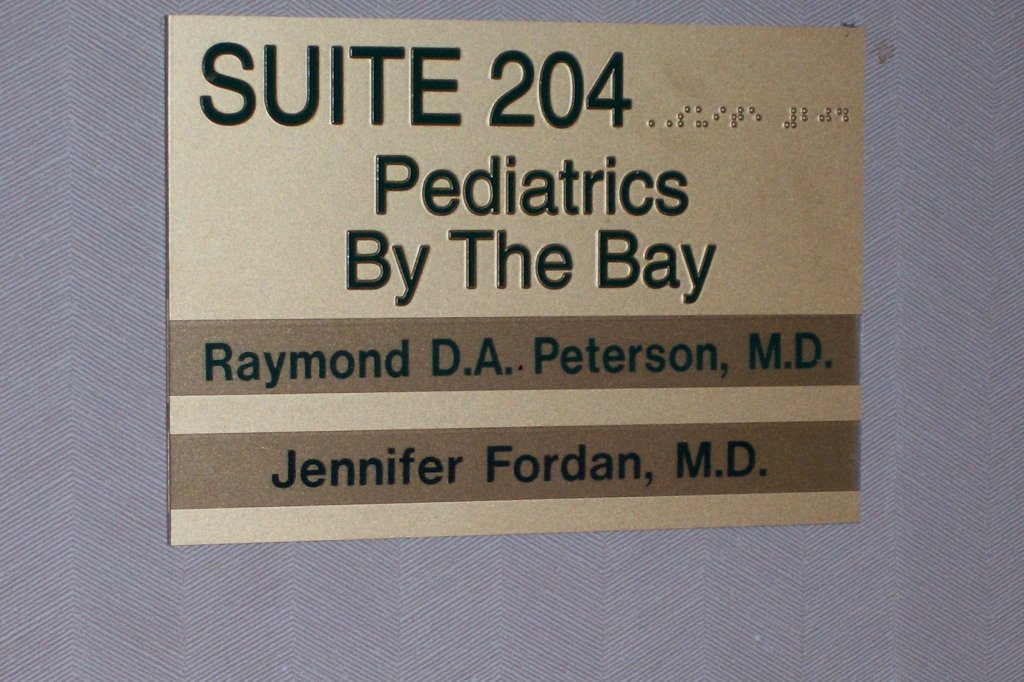 SUITE 204
Pediatrics
By The Bay
Raymond D.A. Peterson, M.D.
Jennifer Fordan, M.D.